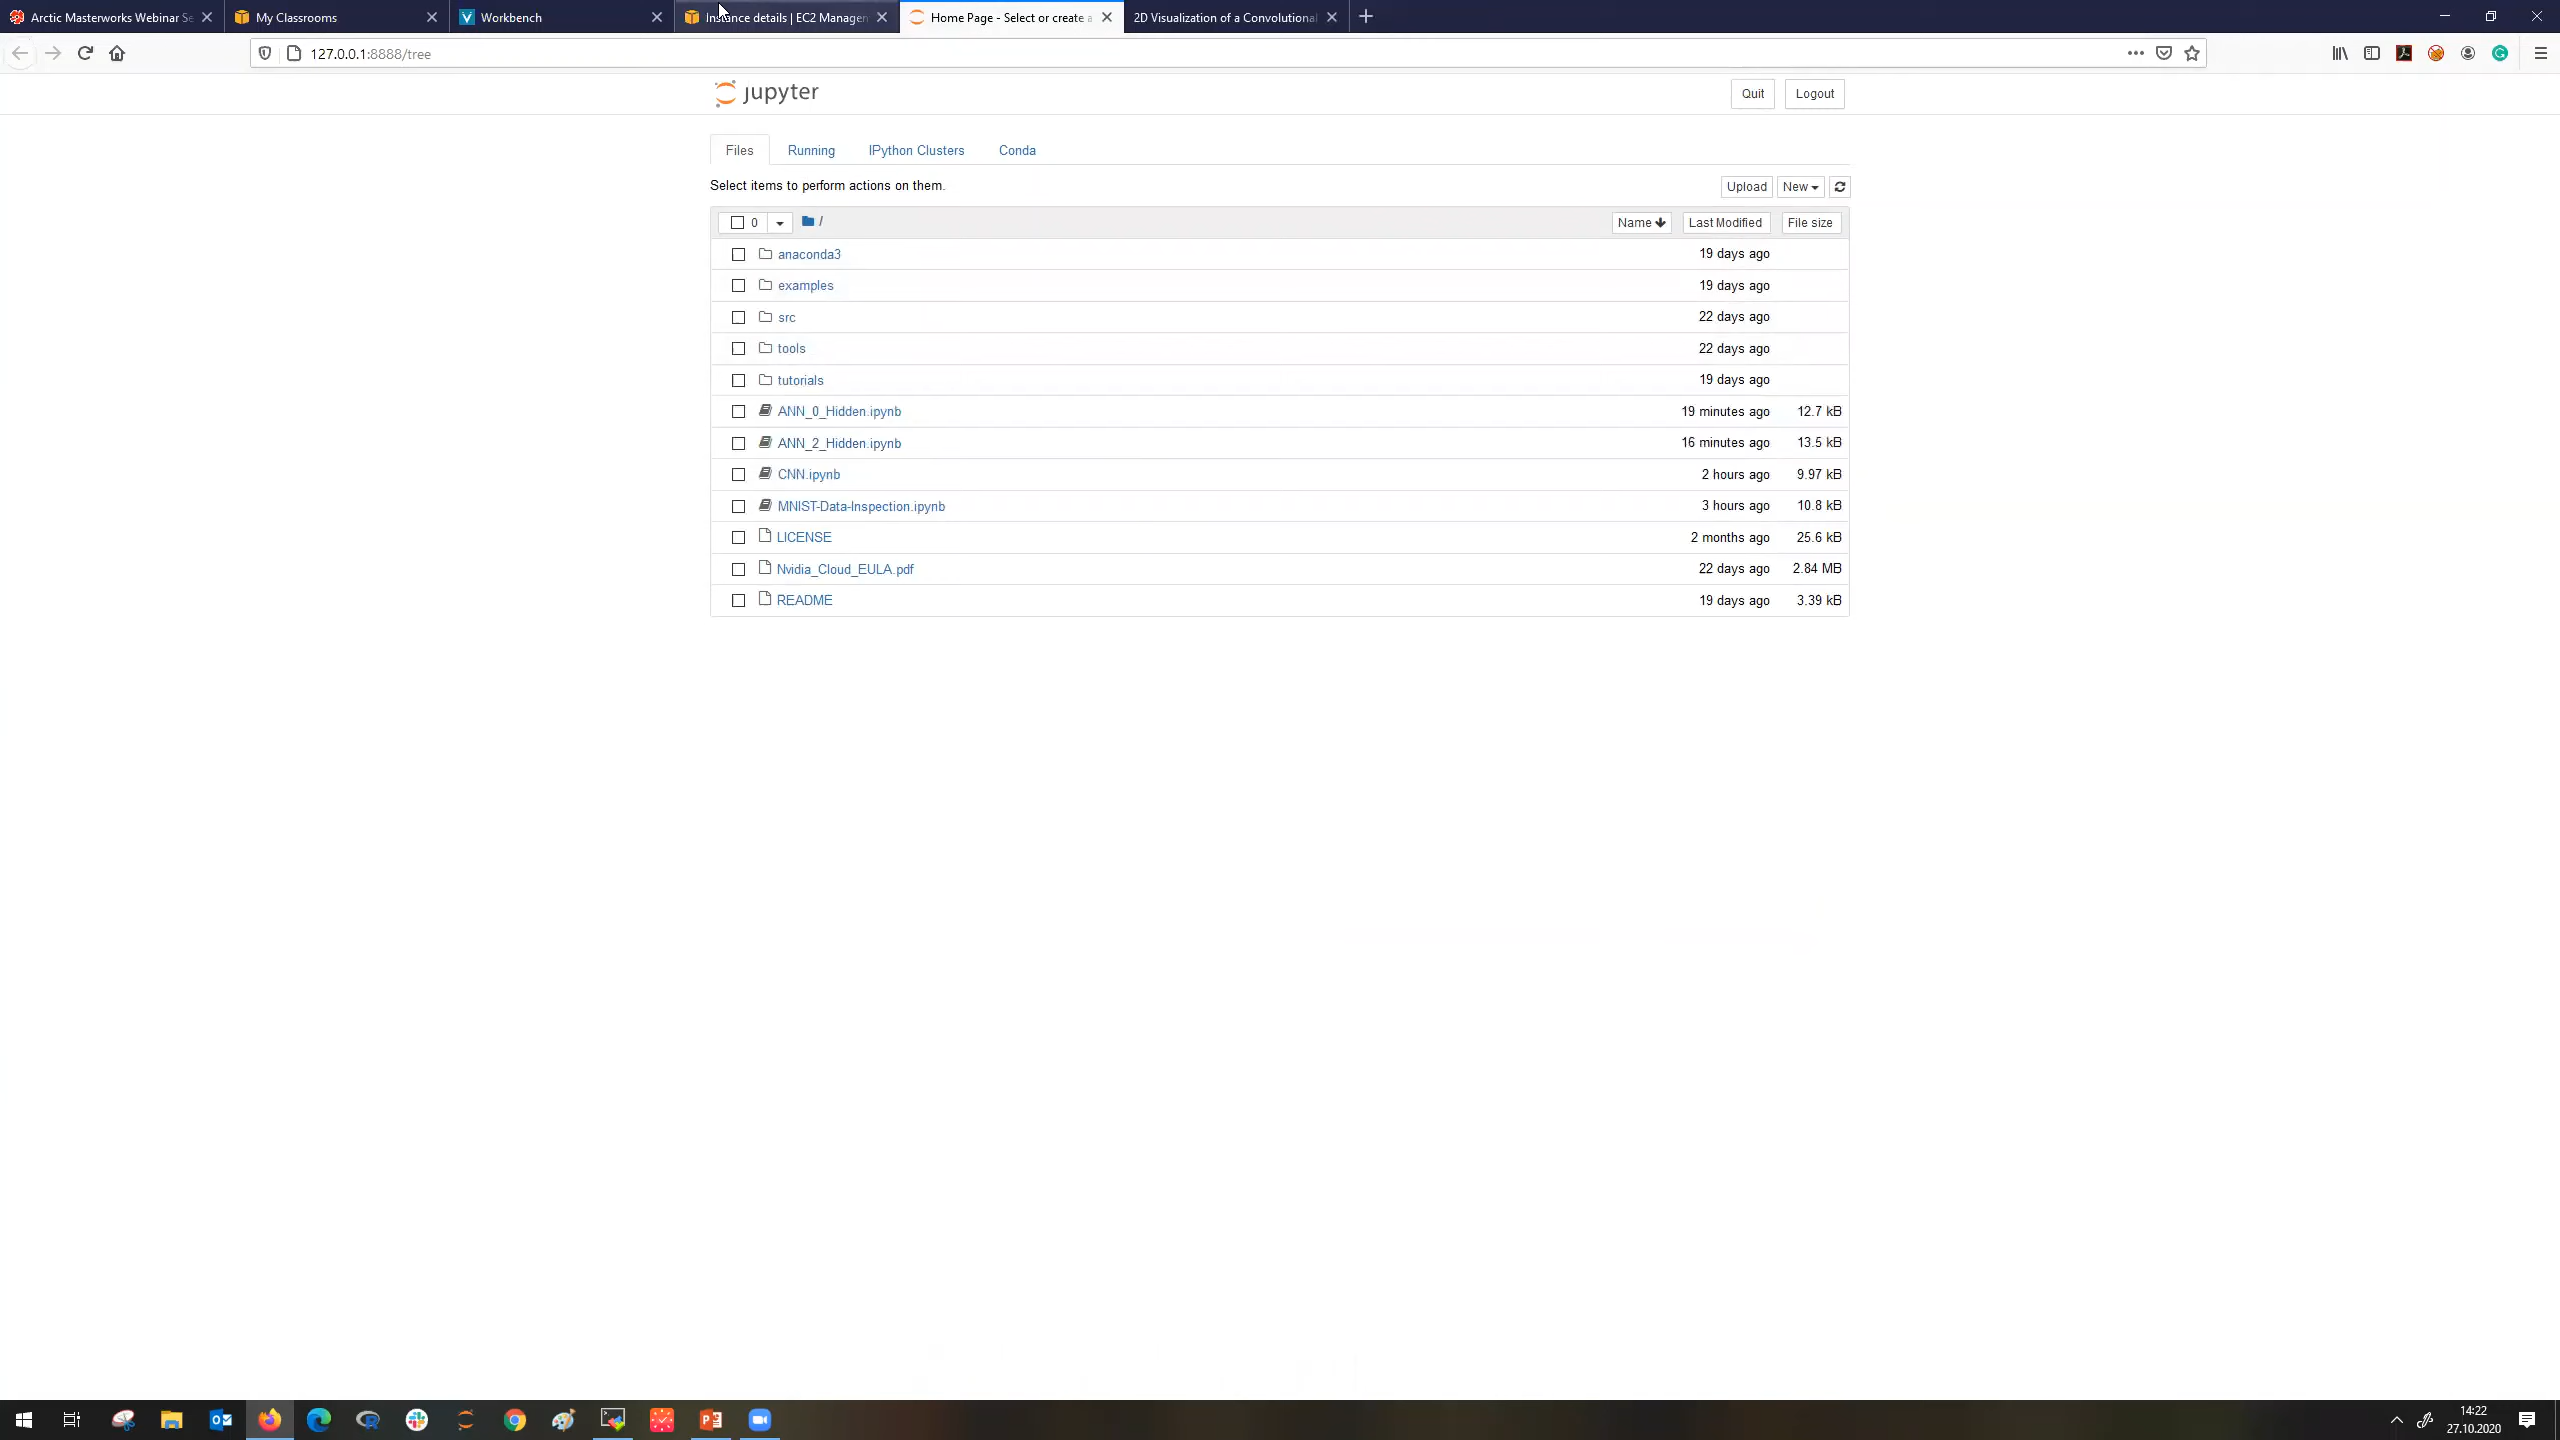 Arctic Masterworks Webinar Se
My Classrooms
Workbench
Instance details | EC2 Managem
Home Page - Select or create a
2D Visualization of a Convolutional
127.0.0.1:8888/tree
jupyter
Quit
Logout
Files
Running
IPython Clusters
Conda
Select items to perform actions on them.
Upload
New
0
/
Name
Last Modified
File size
anaconda3 19 days ago
examples 19 days ago
src 22 days ago
tools 22 days ago
tutorials 19 days ago
ANN_0_Hidden.ipynb 19 minutes ago 12.7 kB
ANN_2_Hidden.ipynb 16 minutes ago 13.5 kB
CNN.ipynb 2 hours ago 9.97 kB
MNIST-Data-Inspection.ipynb 3 hours ago 10.8 kB
LICENSE 2 months ago 25.6 kB
Nvidia_Cloud_EULA.pdf 22 days ago 2.84 MB
README 19 days ago 3.39 kB
14:22
27.10.2020